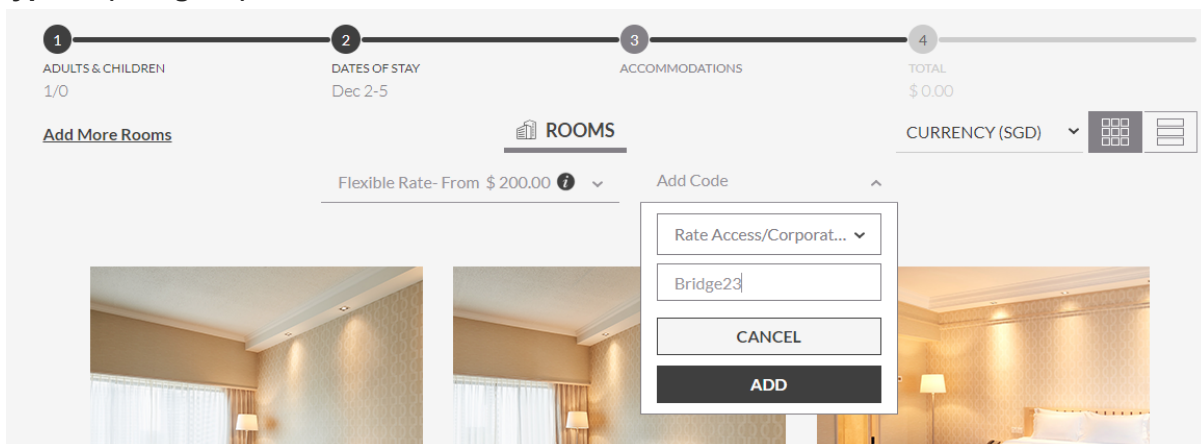 1
2
3
4
ADULTS & CHILDREN
DATES OF STAY
ACCOMMODATIONS
TOTAL
1/0
Dec 2-5
$ 0.00
Add More Rooms
ROOMS
CURRENCY (SGD)
Flexible Rate- From $ 200.00 i
Add Code
Rate Access/Corporat...
Bridge23
CANCEL
ADD